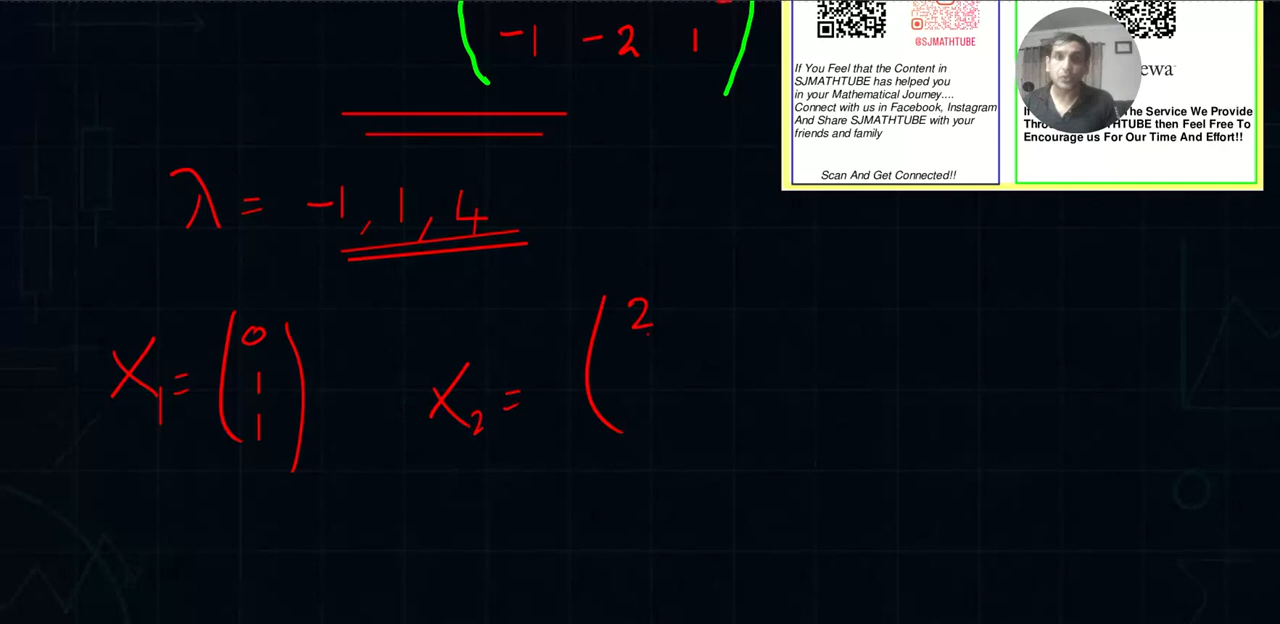 -1 -2 1
@SJMATHTUBE
If You Feel that the Content in
SJMATHTUBE has helped you
in your Mathematical Journey....
Connect with us in Facebook, Instagram
And Share SJMATHTUBE with your
friends and family
Scan And Get Connected!!
ewa
The Service We Provide
MATHTUBE then Feel Free To
Encourage us For Our Time And Effort!!
λ = -1, 1, 4
X₁ = (0
1
1)
X₂ = (2